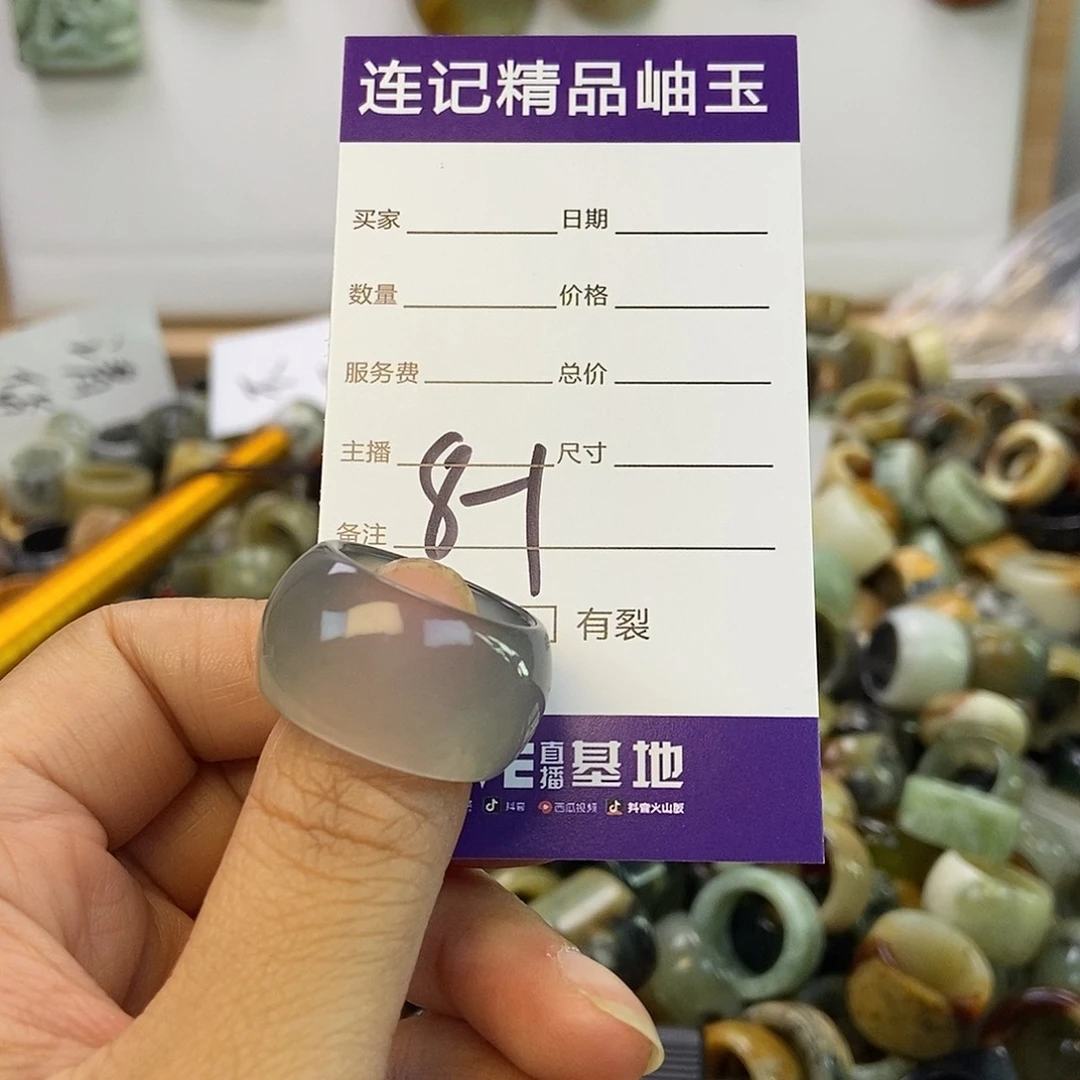 连记精品岫玉
买家 日期
数量 价格
服务费 总价
主播 尺寸
备注
81
有裂
直播基地
抖音 西瓜视频 抖音火山版